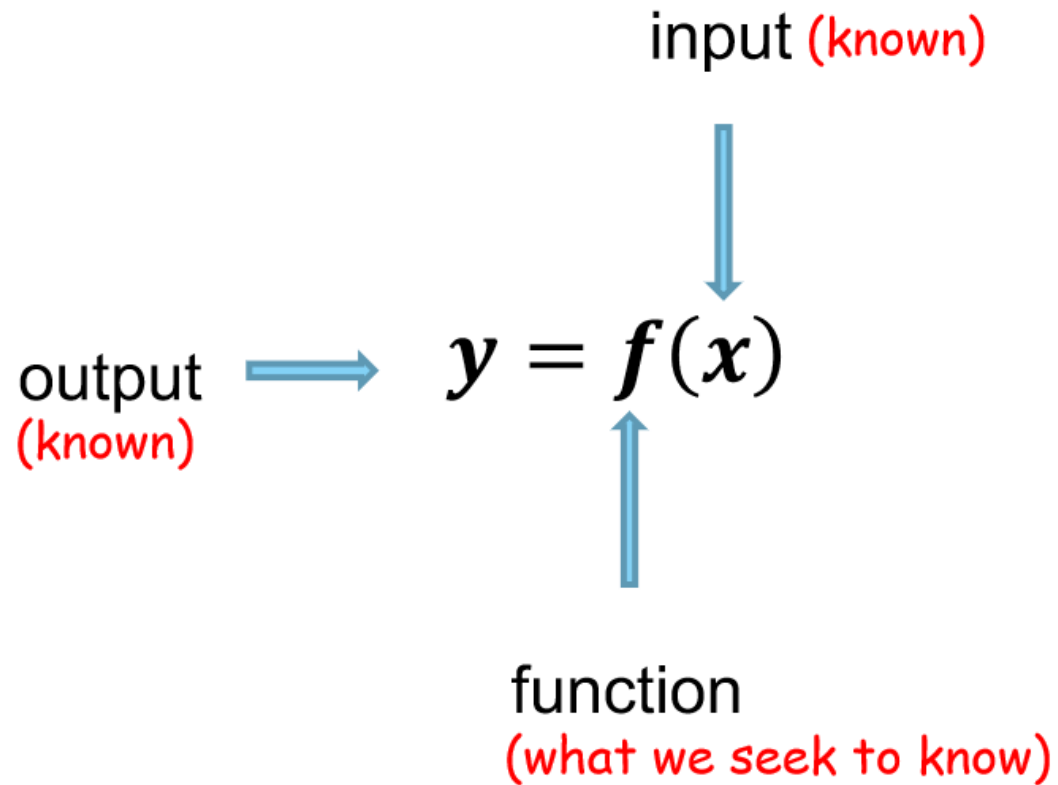 input (known)
output
(known)
y = f(x)
function
(what we seek to know)